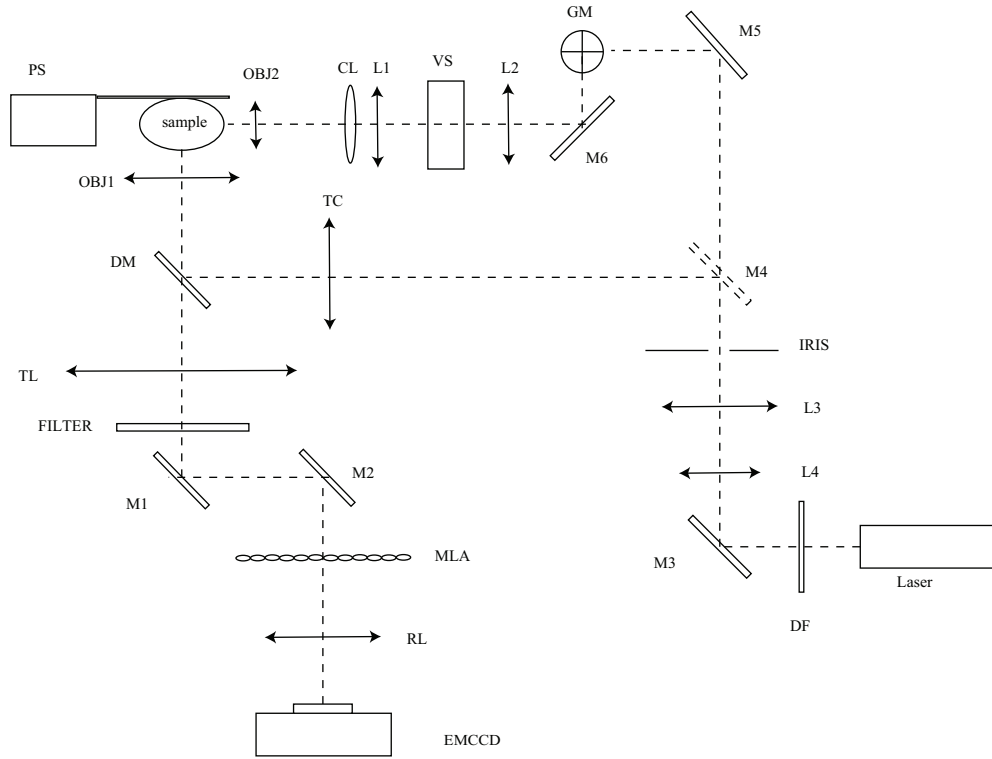 GM
M5
PS
OBJ2
CL
L1
VS
L2
sample
M6
OBJ1
TC
DM
M4
IRIS
TL
L3
FILTER
M2
L4
M1
MLA
M3
Laser
DF
RL
EMCCD